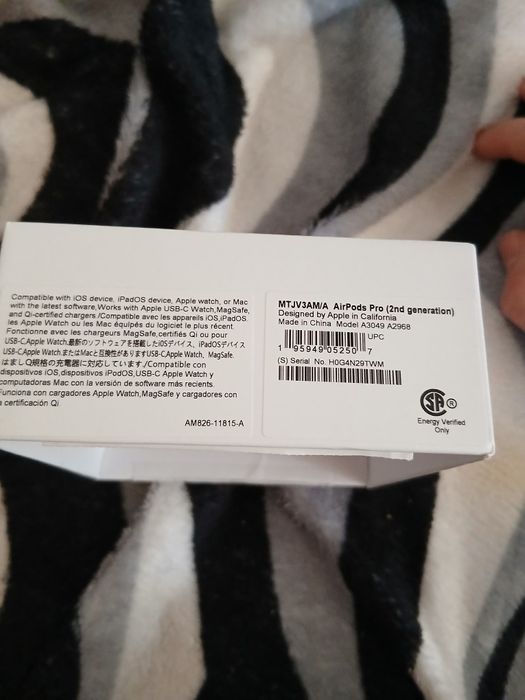 Compatible with iOS device, iPadOS device, Apple watch, or Mac
with the latest software,Works with Apple USB-C Watch,MagSafe,
and Qi-certified chargers /Compatible avec les appareils iOS,iPadOS.
les Apple Watch ou les Mac équipés du logiciel le plus récent.
Fonctionne avec les chargeurs MagSafe,certifiés Qi ou pour
USB-C,Apple Watch.最新のソフトウェアを搭載したiOSデバイス、iPadOSデバイス
USB-C,Apple Watch,またはMacと互換性がありますUSB-C,Apple Watch, MagSafe.
はましQi規格の充電器に対応しています./Compatible con
dispositivos iOS,dispositivos iPodOS,USB-C Apple Watch y
computadoras Mac con la versión de software más recients.
Funciona con cargadores Apple Watch,MagSafe y cargadores con
a certificación Qi
AM826-11815-A
MTJV3AM/A AirPods Pro (2nd generation)
Designed by Apple in California
Made in China Model A3049 A2968
UPC
1 95949 05250 7
(S) Serial No. H0G4N29TWM
SA ®
Energy Verified
Only